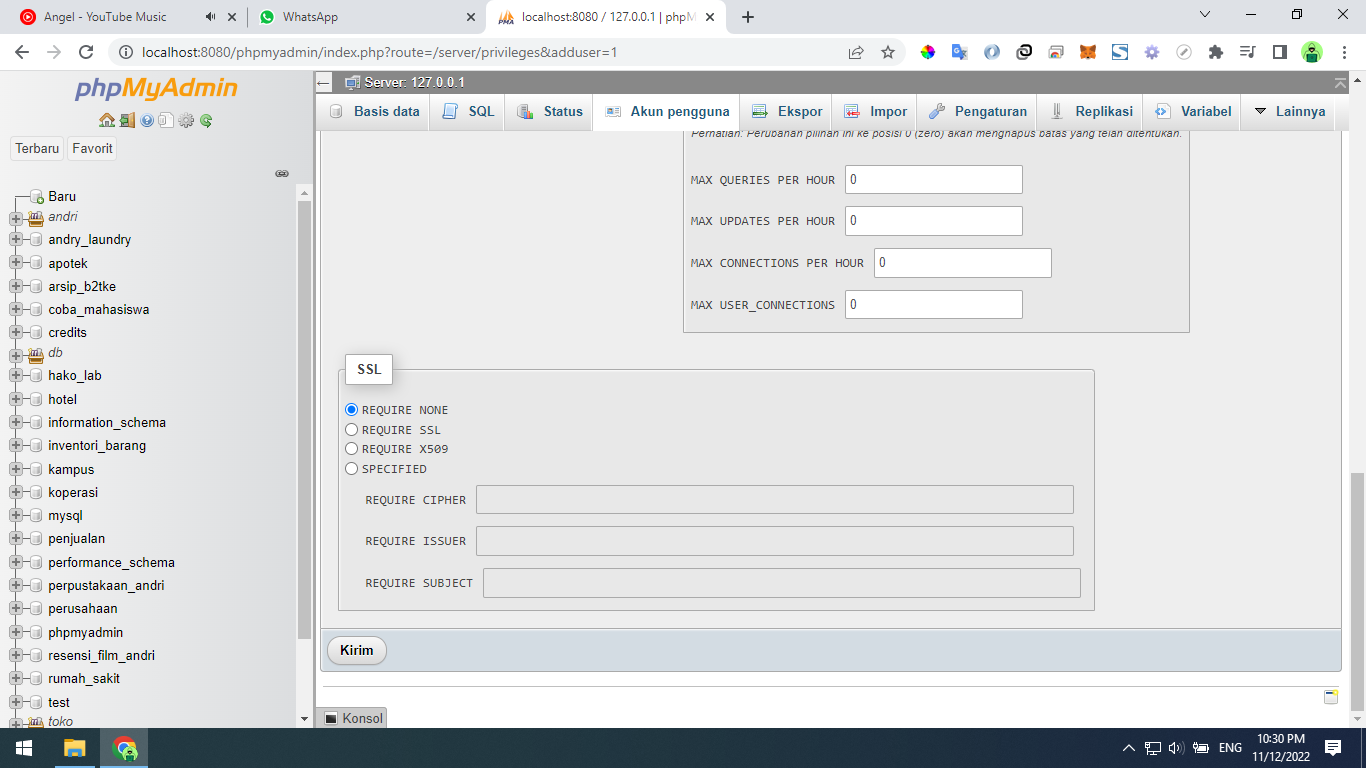 Angel - YouTube Music
WhatsApp
localhost:8080 / 127.0.0.1 | phpM
localhost:8080/phpmyadmin/index.php?route=/server/privileges&adduser=1
phpMyAdmin
Terbaru
Favorit
Baru
andri
andry_laundry
apotek
arsip_b2tke
coba_mahasiswa
credits
db
hako_lab
hotel
information_schema
inventori_barang
kampus
koperasi
mysql
penjualan
performance_schema
perpustakaan_andri
perusahaan
phpmyadmin
resensi_film_andri
rumah_sakit
test
toko
Server: 127.0.0.1
Basis data
SQL
Status
Akun pengguna
Ekspor
Impor
Pengaturan
Replikasi
Variabel
Lainnya
Perhatian: Perubahan pilihan ini ke posisi 0 (zero) akan menghapus batas yang telah ditentukan.
MAX QUERIES PER HOUR 0
MAX UPDATES PER HOUR 0
MAX CONNECTIONS PER HOUR 0
MAX USER_CONNECTIONS 0
SSL
REQUIRE NONE
REQUIRE SSL
REQUIRE X509
SPECIFIED
REQUIRE CIPHER
REQUIRE ISSUER
REQUIRE SUBJECT
Kirim
Konsol
ENG
10:30 PM
11/12/2022